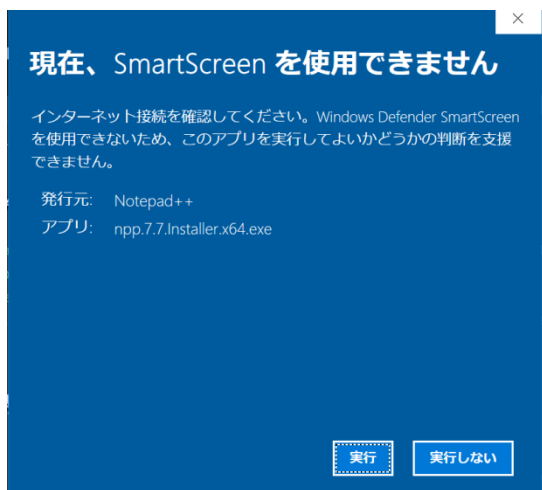 現在、SmartScreen を使用できません
インターネット接続を確認してください。Windows Defender SmartScreen
を使用できないため、このアプリを実行してよいかどうかの判断を支援
できません。
発行元: Notepad++
アプリ: npp.7.7.Installer.x64.exe
実行 実行しない